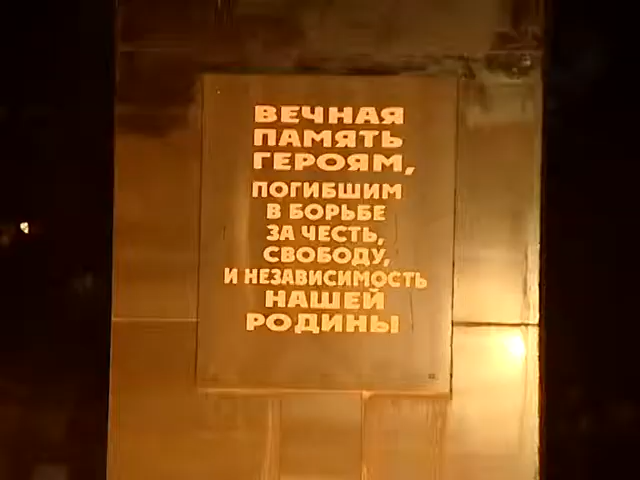 ВЕЧНАЯ
ПАМЯТЬ
ГЕРОЯМ,
ПОГИБШИМ
В БОРЬБЕ
ЗА ЧЕСТЬ,
СВОБОДУ,
И НЕЗАВИСИМОСТЬ
НАШЕЙ
РОДИНЫ